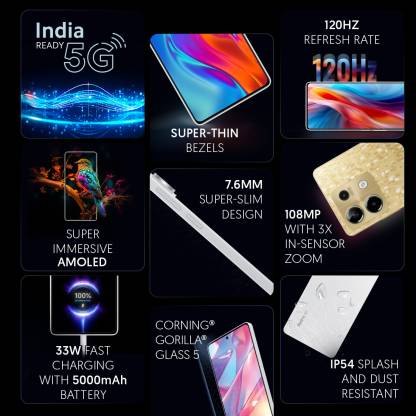 India
READY 5G
SUPER-THIN
BEZELS
120HZ
REFRESH RATE
120Hz
SUPER
IMMERSIVE
AMOLED
7.6MM
SUPER-SLIM
DESIGN
108MP
WITH 3X
IN-SENSOR
ZOOM
100%
33W FAST
CHARGING
WITH 5000mAh
BATTERY
CORNING®
GORILLA®
GLASS 5
IP54 SPLASH
AND DUST
RESISTANT